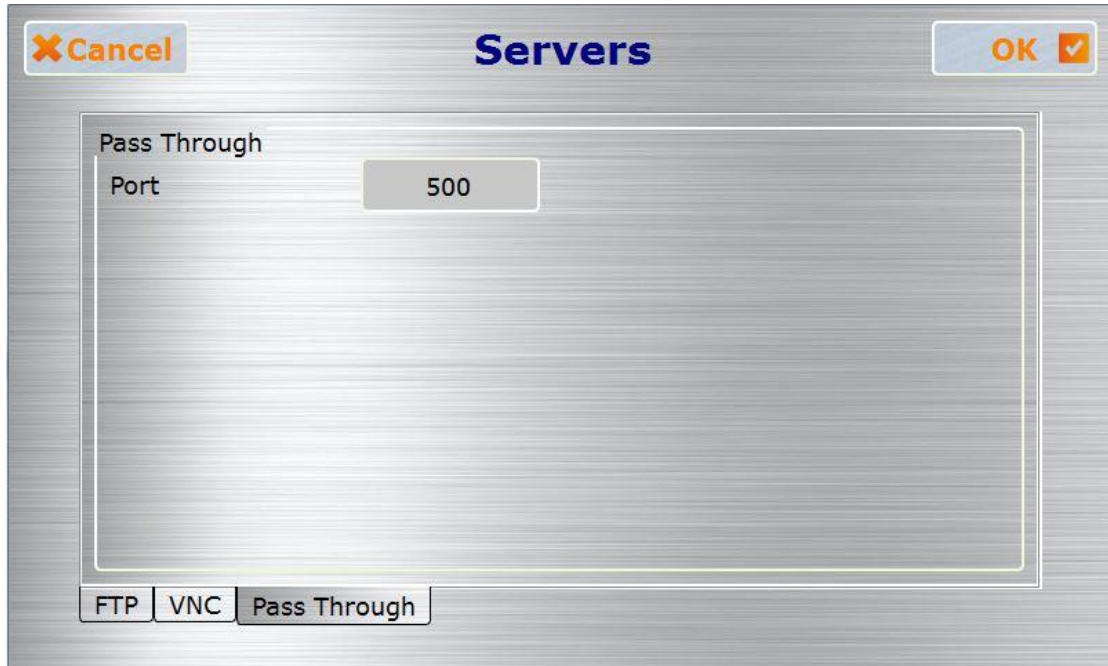 Cancel
Servers
OK
Pass Through
Port
500
FTP
VNC
Pass Through